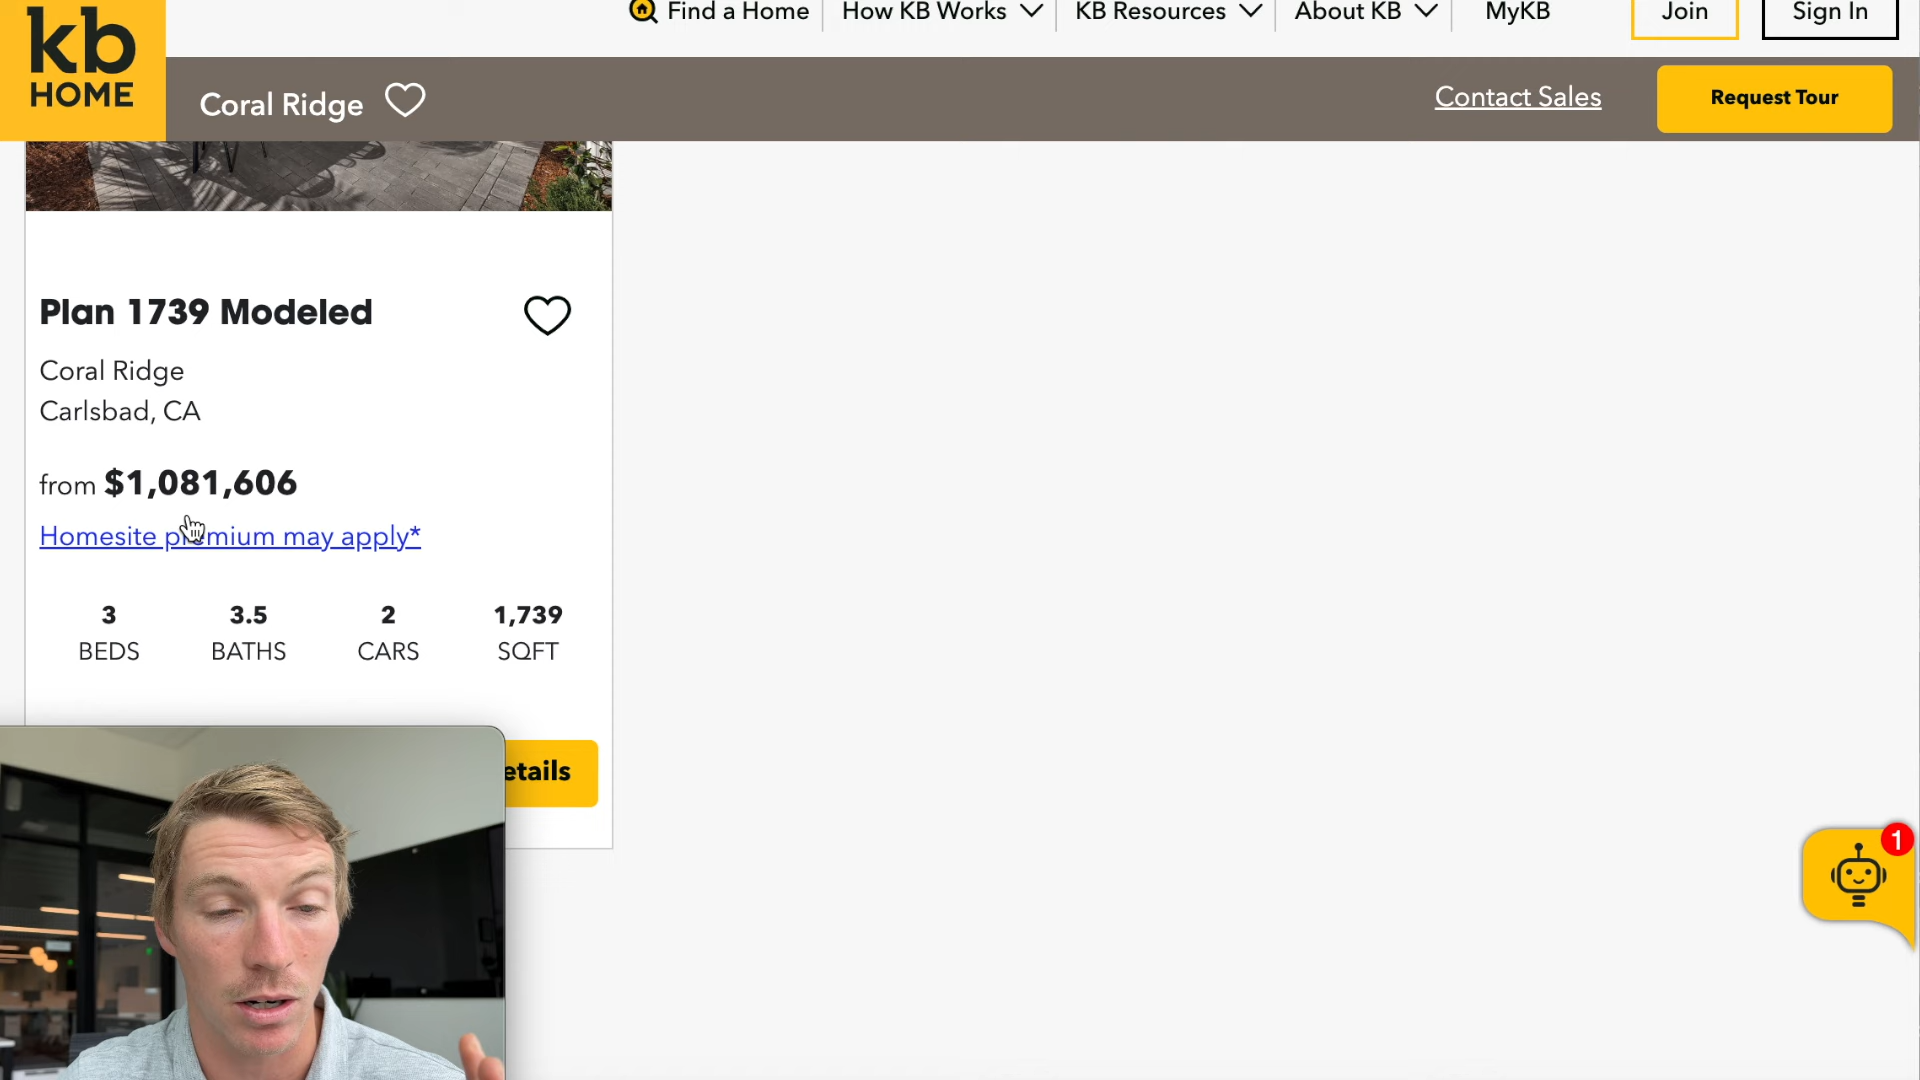 kb
HOME
Find a Home
How KB Works
KB Resources
About KB
MyKB
Join
Sign In
Coral Ridge
Contact Sales
Request Tour
Plan 1739 Modeled
Coral Ridge
Carlsbad, CA
from $1,081,606
Homesite premium may apply*
3
BEDS
3.5
BATHS
2
CARS
1,739
SQFT
etails
1